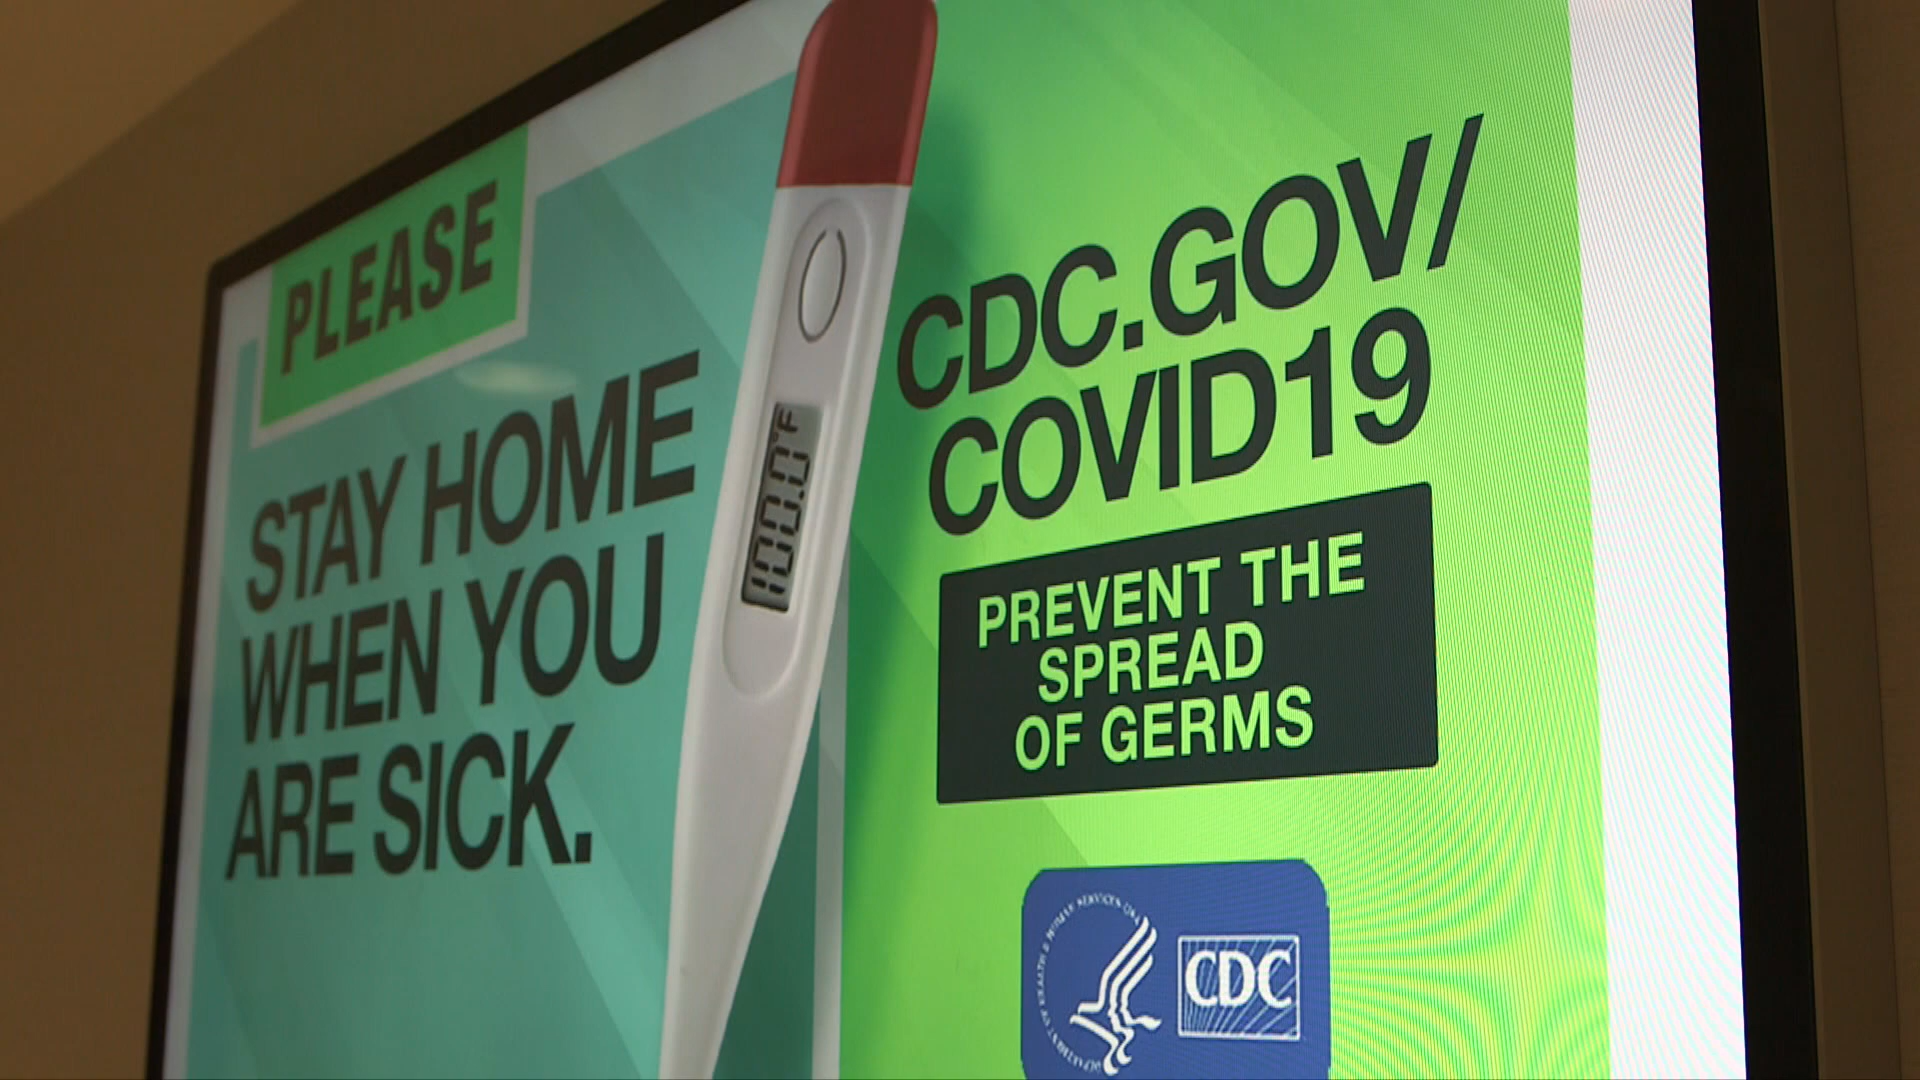 PLEASE
STAY HOME
WHEN YOU
ARE SICK.
100.0°F
CDC.GOV/
COVID19
PREVENT THE
SPREAD
OF GERMS
CDC